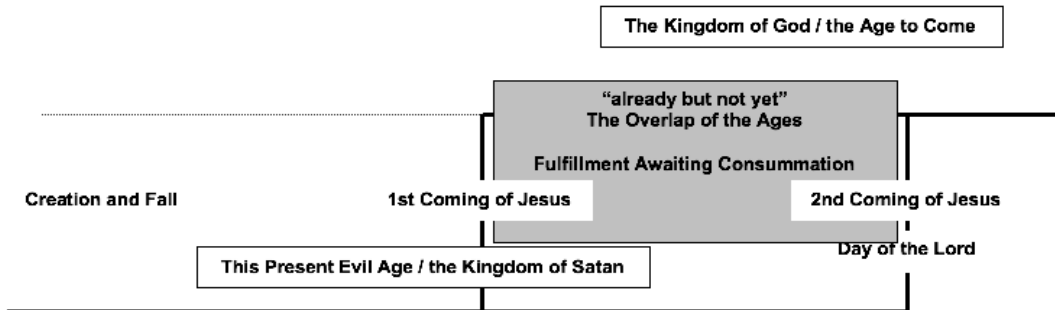 The Kingdom of God / the Age to Come
“already but not yet”
The Overlap of the Ages
Fulfillment Awaiting Consummation
Creation and Fall
1st Coming of Jesus
2nd Coming of Jesus
Day of the Lord
This Present Evil Age / the Kingdom of Satan